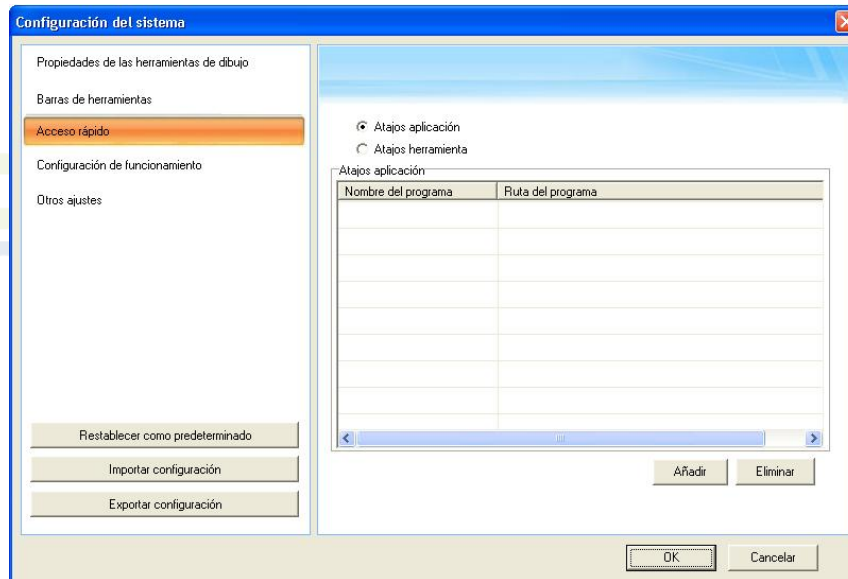 Configuración del sistema
Propiedades de las herramientas de dibujo
Barras de herramientas
Acceso rápido
Configuración de funcionamiento
Otros ajustes
Restablecer como predeterminado
Importar configuración
Exportar configuración
Atajos aplicación
Atajos herramienta
Atajos aplicación
Nombre del programa Ruta del programa
Añadir Eliminar
OK Cancelar